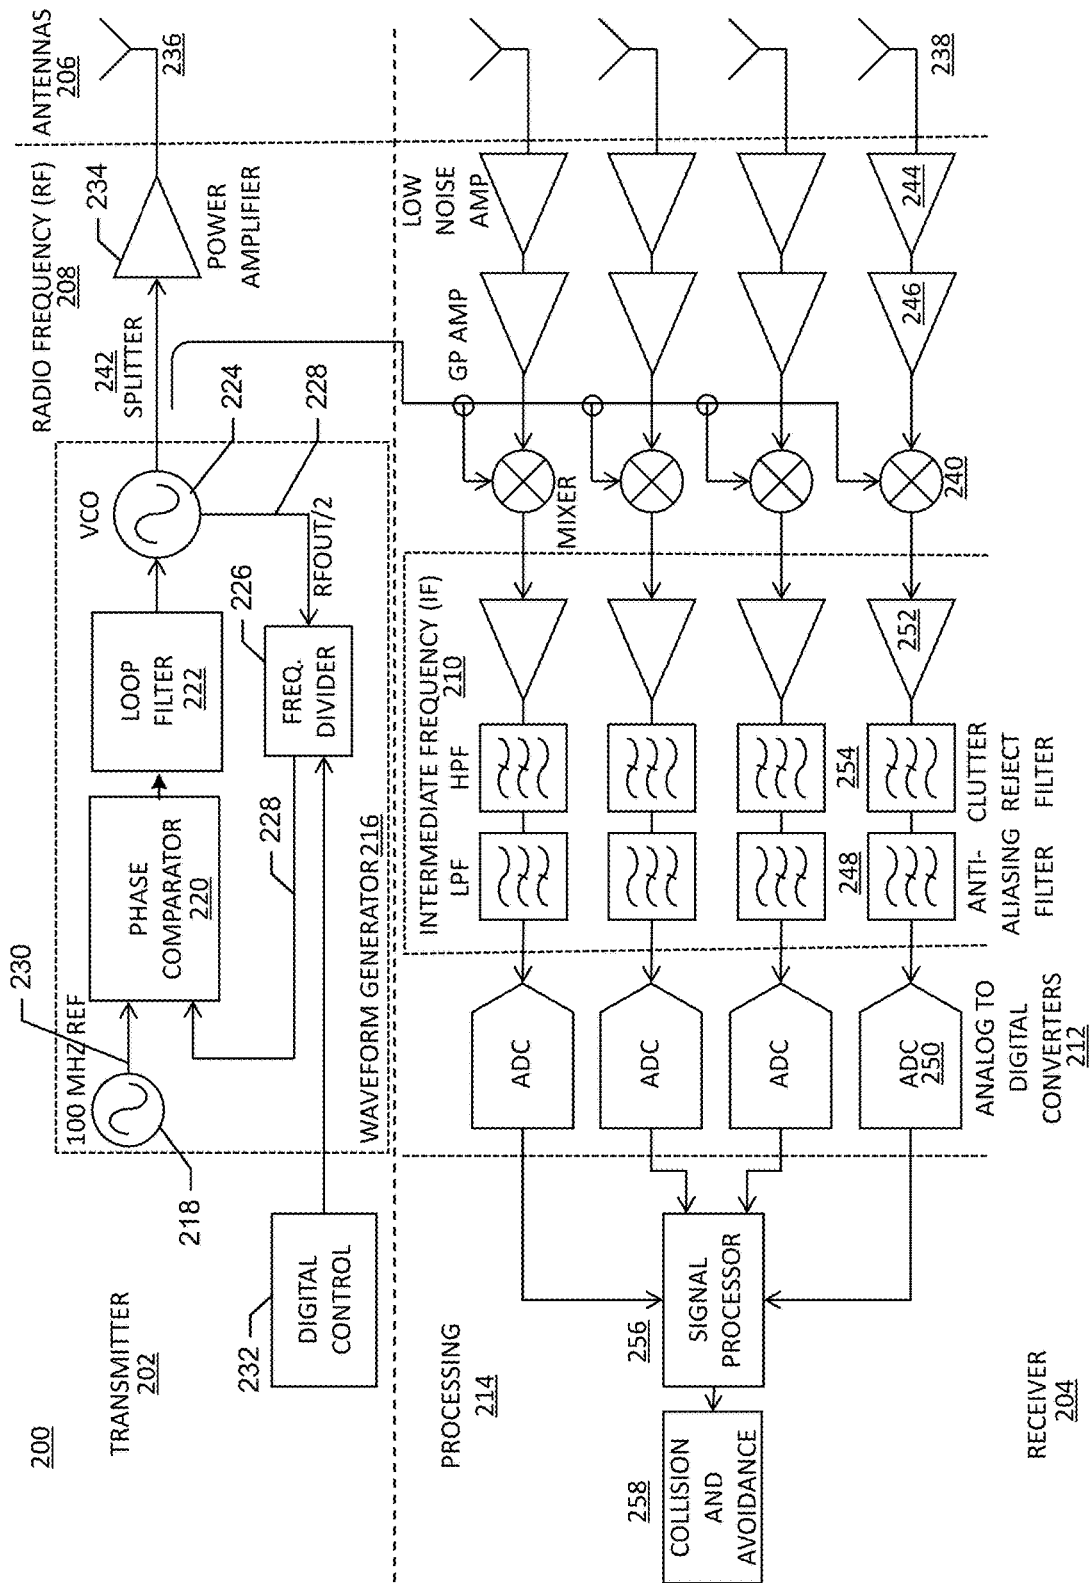 200
TRANSMITTER
202
RADIO FREQUENCY (RF)
208
ANTENNAS
206
234
POWER
AMPLIFIER
236
242
SPLITTER
VCO
224
228
RFOUT/2
226
FREQ.
DIVIDER
LOOP
FILTER
222
PHASE
COMPARATOR
220
228
230
100 MHZ REF
218
WAVEFORM GENERATOR 216
232
DIGITAL
CONTROL
PROCESSING
214
INTERMEDIATE FREQUENCY (IF)
210
LPF
HPF
MIXER
GP AMP
LOW
NOISE
AMP
ADC
ADC
ADC
ADC
250
248
254
252
240
246
244
238
256
SIGNAL
PROCESSOR
258
COLLISION
AND
AVOIDANCE
ANALOG TO
DIGITAL
CONVERTERS
212
ANTI-
ALIASING
FILTER
CLUTTER
REJECT
FILTER
RECEIVER
204